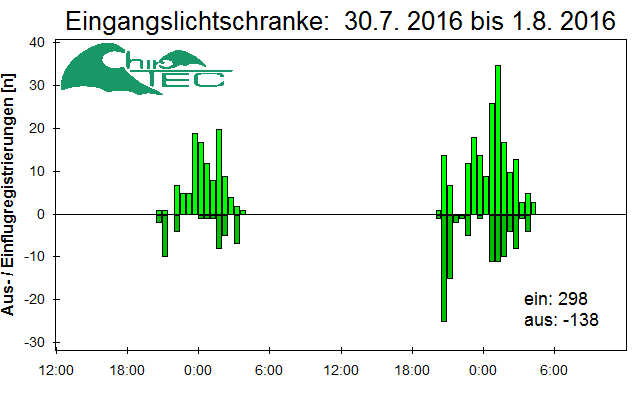 Eingangslichtschranke: 30.7. 2016 bis 1.8. 2016
ChiroTEC
Aus- / Einflugregistrierungen [n]
40
30
20
10
0
-10
-20
-30
ein: 298
aus: -138
12:00 18:00 0:00 6:00 12:00 18:00 0:00 6:00